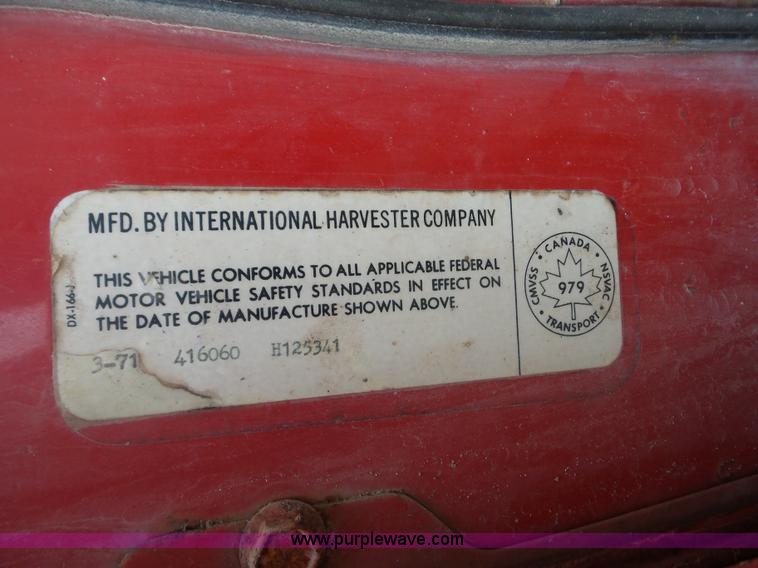 MFD. BY INTERNATIONAL HARVESTER COMPANY
THIS VEHICLE CONFORMS TO ALL APPLICABLE FEDERAL
MOTOR VEHICLE SAFETY STANDARDS IN EFFECT ON
THE DATE OF MANUFACTURE SHOWN ABOVE.
3-71 416060 H125341
DX-166-J
CANADA
CMVSS 979 NSVAC
TRANSPORT
www.purplewave.com